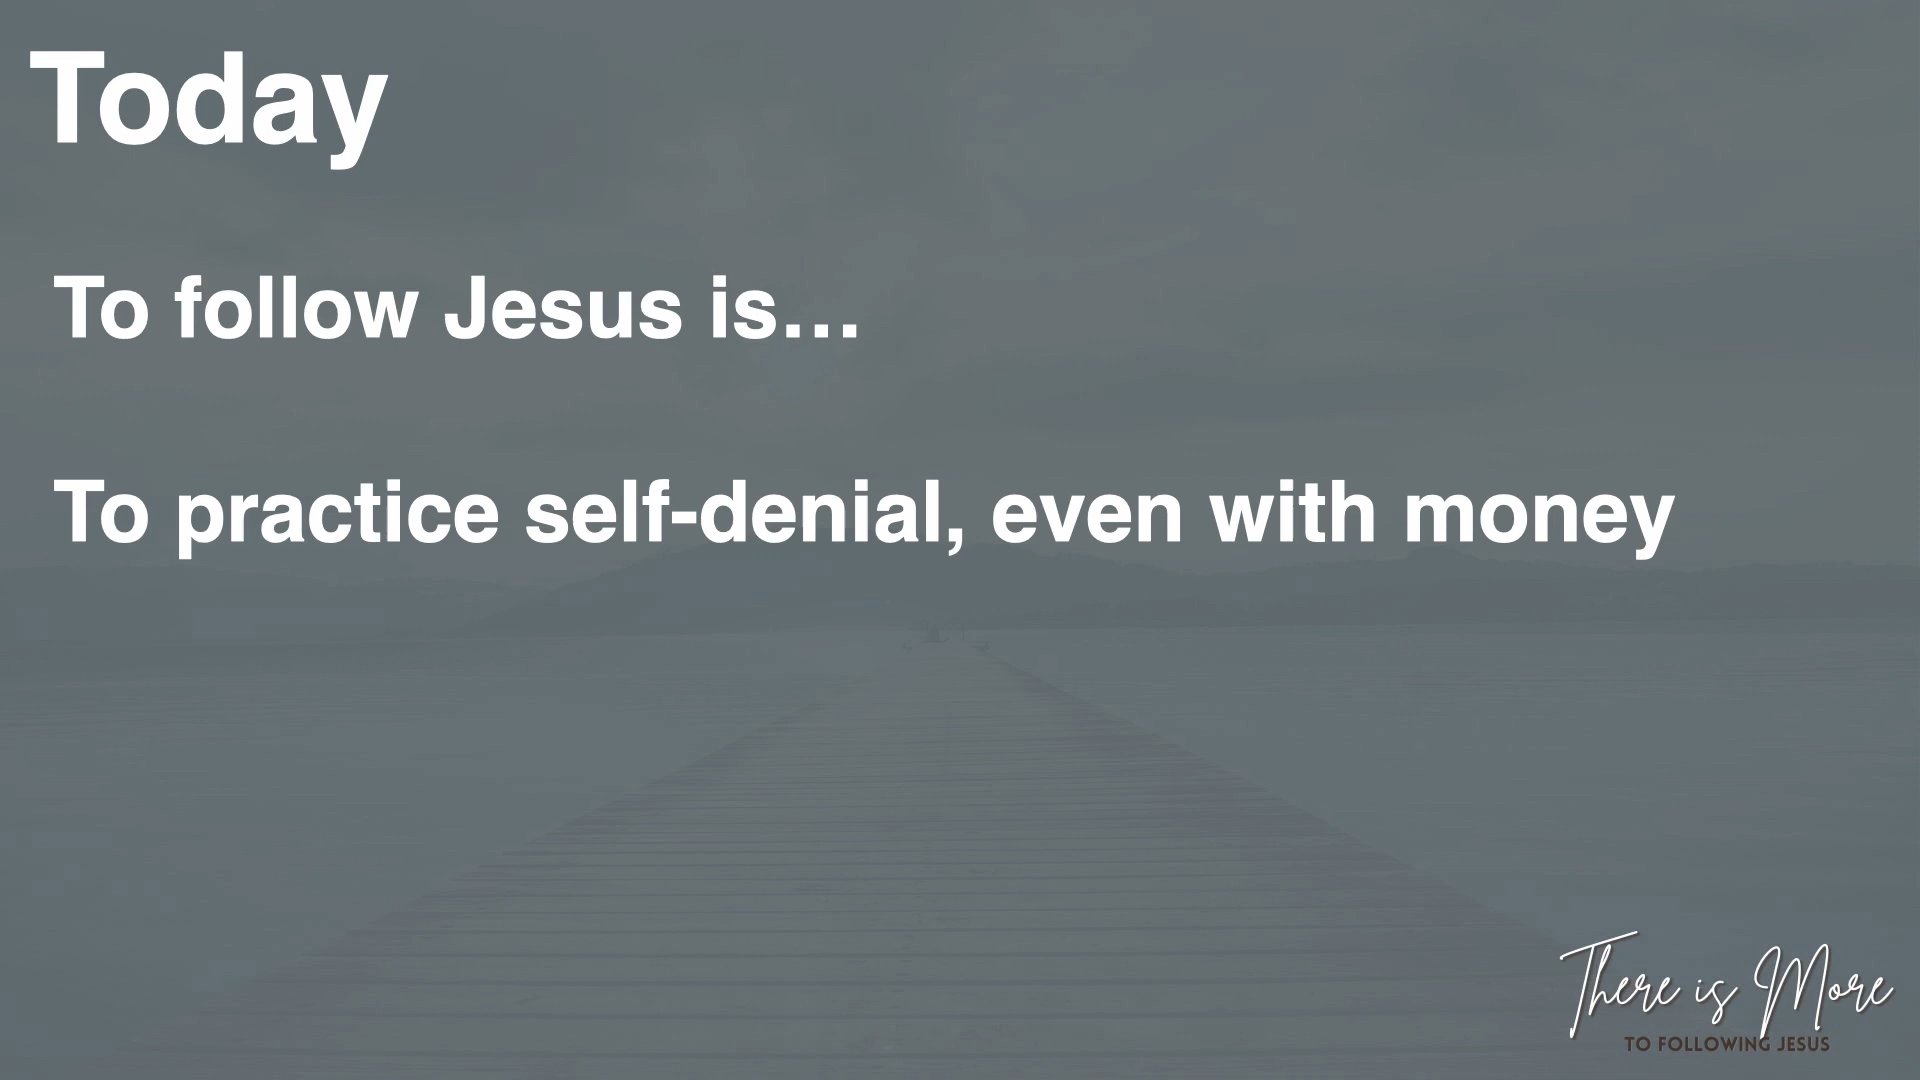 Today
To follow Jesus is…
To practice self-denial, even with money
There is More
TO FOLLOWING JESUS